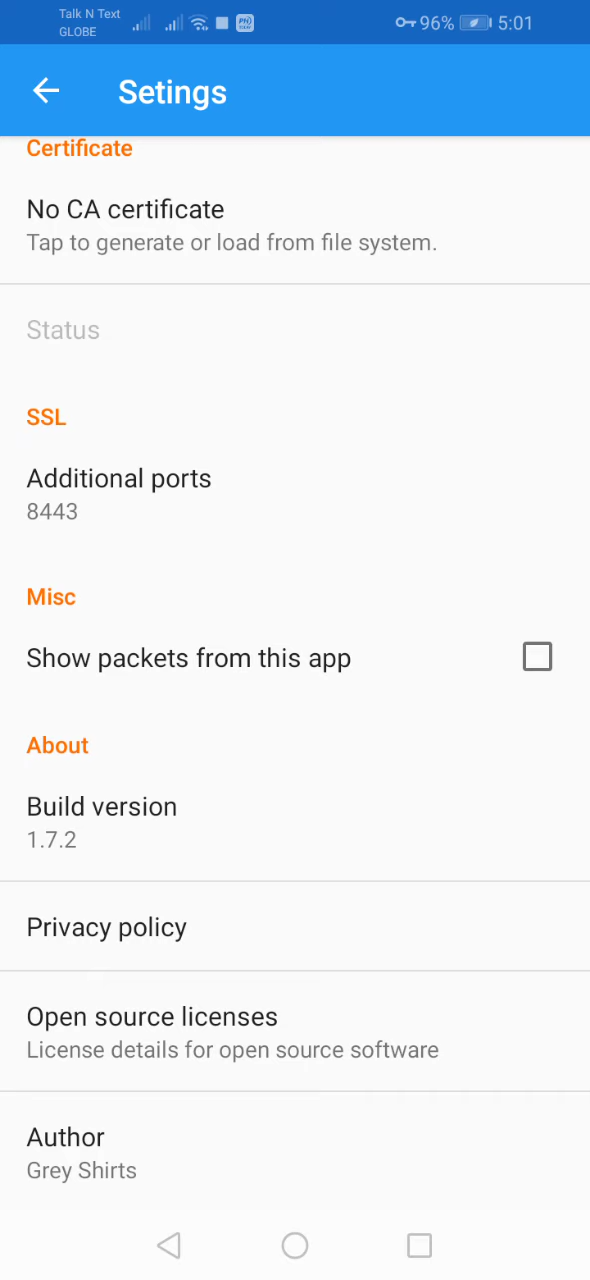 Talk N Text
GLOBE
96%
5:01
Setings
Certificate
No CA certificate
Tap to generate or load from file system.
Status
SSL
Additional ports
8443
Misc
Show packets from this app
About
Build version
1.7.2
Privacy policy
Open source licenses
License details for open source software
Author
Grey Shirts